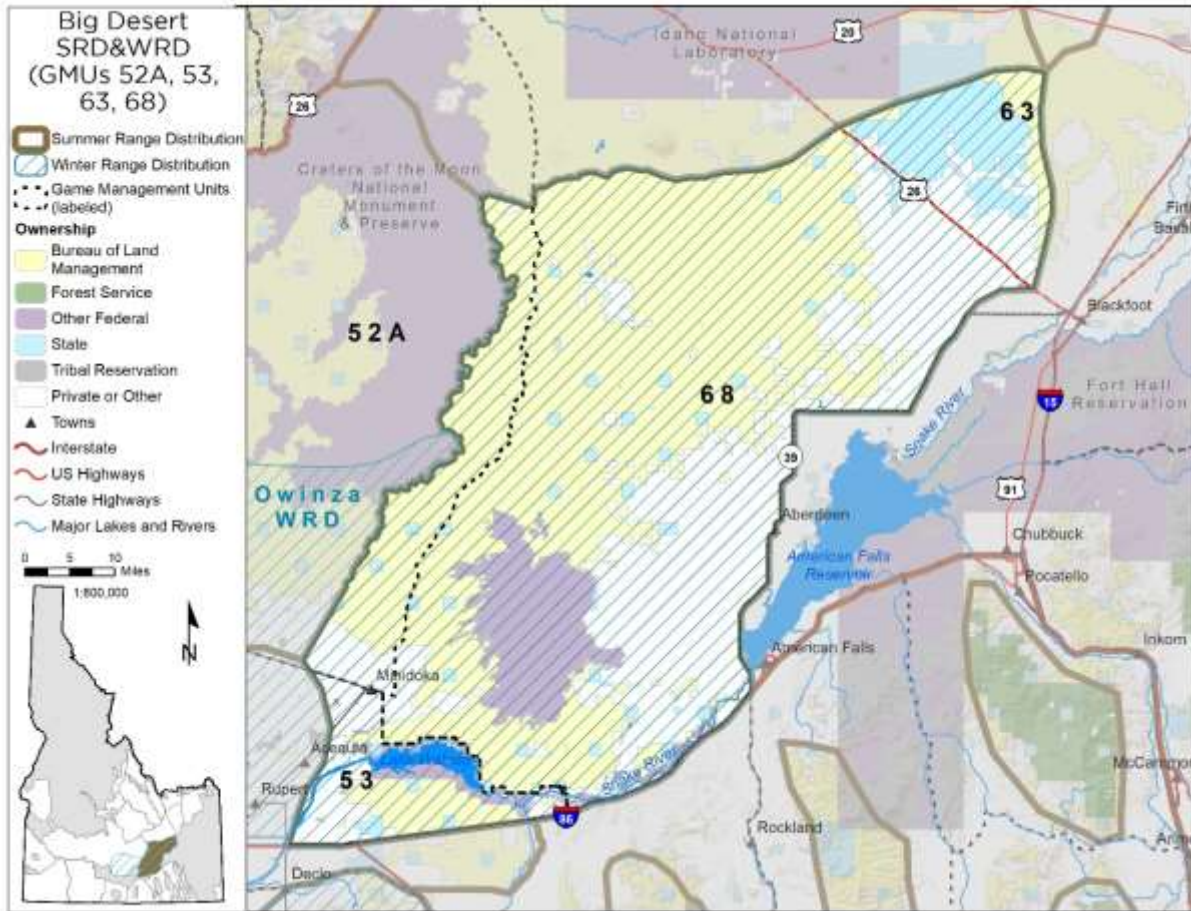 Big Desert
SRD&WRD
(GMUs 52A, 53,
63, 68)
Summer Range Distribution
Winter Range Distribution
Game Management Units
(labeled)
Ownership
Bureau of Land
Management
Forest Service
Other Federal
State
Tribal Reservation
Private or Other
Towns
Interstate
US Highways
State Highways
Major Lakes and Rivers
0 5 10
Miles
1:800,000
N
Idaho National
Laboratory
20
26
63
Craters of the Moon
National
Monument
& Preserve
26
Blackfoot
52A
68
Fort Hall
Reservation
15
Snake River
39
91
Owinza
WRD
Aberdeen
American Falls
Reservoir
Chubbuck
Pocatello
American Falls
Inkom
Minidoka
Acequia
53
Rupert
Snake River
86
Rockland
Declo